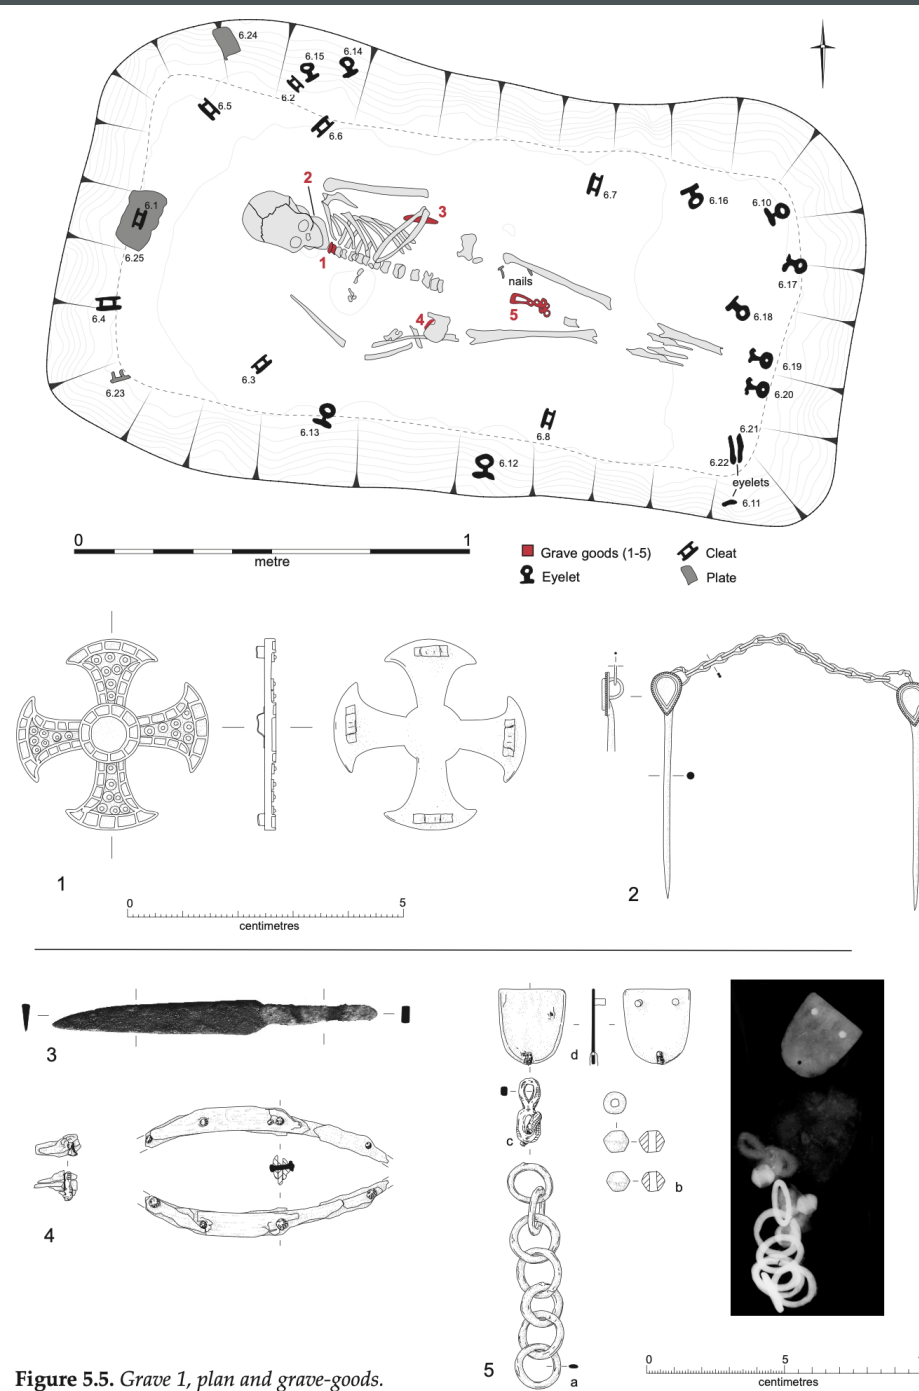 6.24
6.15
6.14
6.2
6.5
6.6
2
6.7
6.16
6.10
3
6.1
1
6.25
nails
6.17
5
4
6.4
6.18
6.3
6.19
6.23
6.20
6.13
6.8
6.21
6.12
6.22
eyelets
6.11
0 1
metre
Grave goods (1-5)
Cleat
Eyelet
Plate
1
2
0 5
centimetres
3
d
c
b
4
5
a
0 5
centimetres
Figure 5.5. Grave 1, plan and grave-goods.